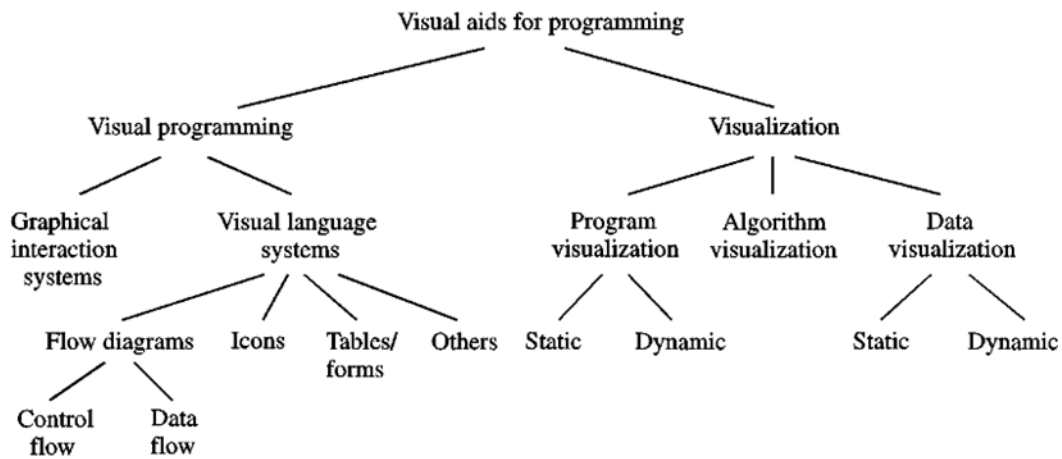 Visual aids for programming
Visual programming
Visualization
Graphical
interaction
systems
Visual language
systems
Program
visualization
Algorithm
visualization
Data
visualization
Flow diagrams
Icons
Tables/
forms
Others
Static
Dynamic
Static
Dynamic
Control
flow
Data
flow